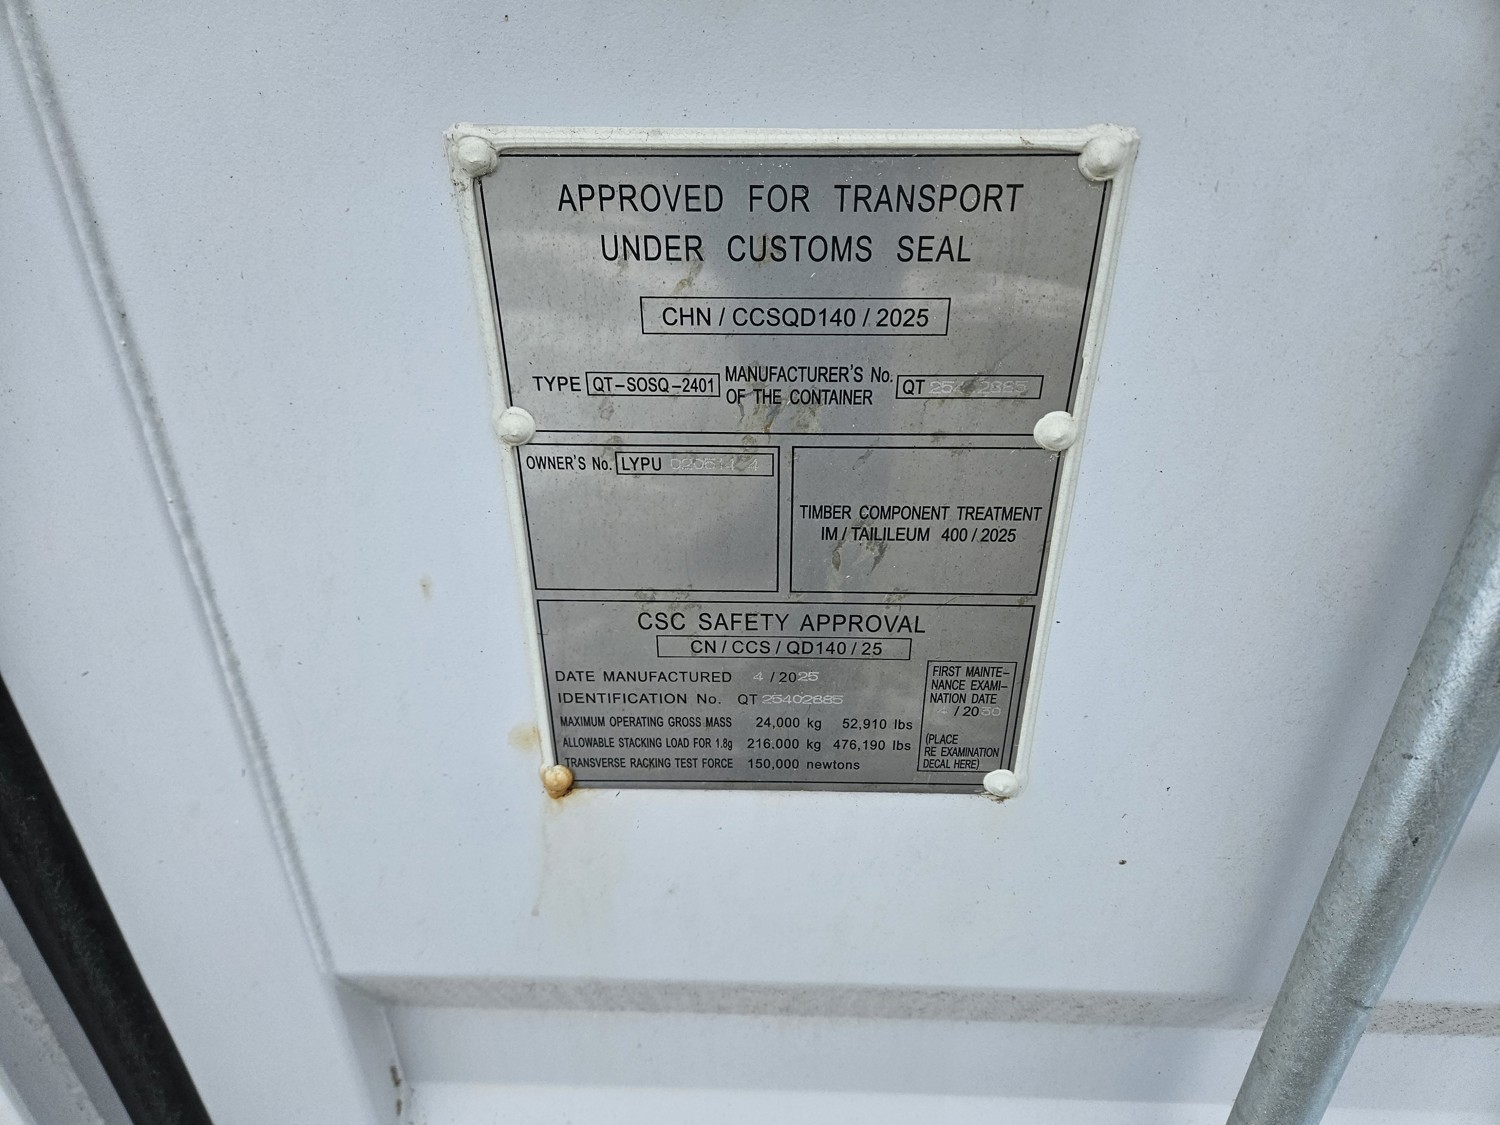 APPROVED FOR TRANSPORT
UNDER CUSTOMS SEAL
CHN / CCSQD140 / 2025
TYPE QT-SOSQ-2401 MANUFACTURER'S No. OF THE CONTAINER QT
OWNER'S No. LYPU
TIMBER COMPONENT TREATMENT
IM / TAILILEUM 400 / 2025
CSC SAFETY APPROVAL
CN / CCS / QD140 / 25
DATE MANUFACTURED 4 / 2025
IDENTIFICATION No. QT 25402885
MAXIMUM OPERATING GROSS MASS 24,000 kg 52,910 lbs
ALLOWABLE STACKING LOAD FOR 1.8g 216,000 kg 476,190 lbs
TRANSVERSE RACKING TEST FORCE 150,000 newtons
FIRST MAINTE-
NANCE EXAMI-
NATION DATE
4 / 2030
(PLACE
RE EXAMINATION
DECAL HERE)